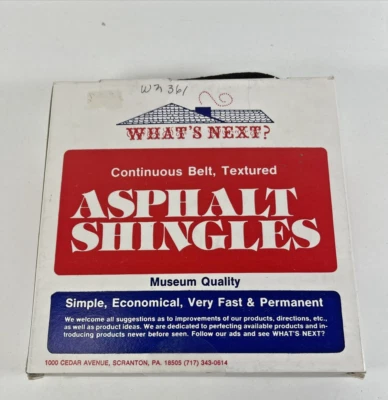 Wn 361
WHAT'S NEXT?
Continuous Belt, Textured
ASPHALT
SHINGLES
Museum Quality
Simple, Economical, Very Fast & Permanent
We welcome all suggestions as to improvements of our products, directions, etc.,
as well as product ideas. We are dedicated to perfecting available products and in-
troducing products never before seen. Follow our ads and see WHAT'S NEXT?
1000 CEDAR AVENUE, SCRANTON, PA. 18505 (717) 343-0614